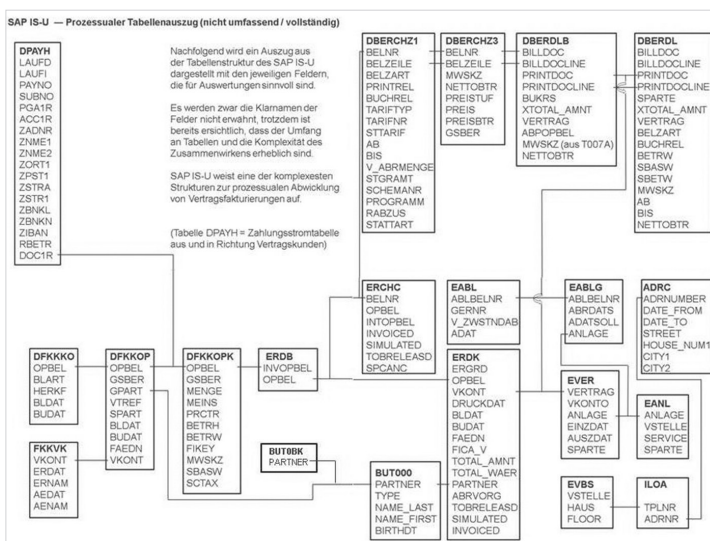 SAP IS-U — Prozessualer Tabellenauszug (nicht umfassend / vollständig)
DPAYH
LAUFD
LAUFI
PAYNO
SUBNO
PGA1R
ACC1R
ZADNR
ZNME1
ZNME2
ZORT1
ZPST1
ZSTRA
ZSTR1
ZBNKL
ZBNKN
ZIBAN
RBETR
DOC1R
Nachfolgend wird ein Auszug aus
der Tabellenstruktur des SAP IS-U
dargestellt mit den jeweiligen Feldern,
die für Auswertungen sinnvoll sind.
Es werden zwar die Klarnamen der
Felder nicht erwähnt, trotzdem ist
bereits ersichtlich, dass der Umfang
an Tabellen und die Komplexität des
Zusammenwirkens erheblich sind.
SAP IS-U weist eine der komplexesten
Strukturen zur prozessualen Abwicklung
von Vertragsfakturierungen auf.
(Tabelle DPAYH = Zahlungsstromtabelle
aus und in Richtung Vertragskunden)
DBERCHZ1
BELNR
BELZEILE
BELZART
PRINTREL
BUCHREL
TARIFTYP
TARIFNR
STTARIF
AB
BIS
V_ABRMENGE
STGRAMT
SCHEMANR
PROGRAMM
RABZUS
STATTART
DBERCHZ3
BELNR
BELZEILE
MWSKZ
NETTOBTR
PREISTUF
PREIS
PREISBTR
GSBER
DBERDLB
BILLDOC
BILLDOCLINE
PRINTDOC
PRINTDOCLINE
BUKRS
XTOTAL_AMNT
VERTRAG
ABPOPBEL
MWSKZ (aus T007A)
NETTOBTR
DBERDL
BILLDOC
BILLDOCLINE
PRINTDOC
PRINTDOCLINE
SPARTE
XTOTAL_AMNT
VERTRAG
BELZART
BUCHREL
BETRW
SBASW
SBETW
MWSKZ
AB
BIS
NETTOBTR
ERCHC
BELNR
OPBEL
INTOPBEL
INVOICED
SIMULATED
TOBRELEASD
SPCANC
EABL
ABLBELNR
GERNR
V_ZWSTNDAB
ADAT
EABLG
ABLBELNR
ABRDATS
ADATSOLL
ANLAGE
ADRC
ADRNUMBER
DATE_FROM
DATE_TO
STREET
HOUSE_NUM1
CITY1
CITY2
DFKKKO
OPBEL
BLART
HERKF
BLDAT
BUDAT
DFKKOP
OPBEL
GSBER
GPART
VTREF
SPART
BLDAT
BUDAT
FAEDN
VKONT
DFKKOPK
OPBEL
GSBER
MENGE
MEINS
PRCTR
BETRH
BETRW
FIKEY
MWSKZ
SBASW
SCTAX
ERDB
INVOPBEL
OPBEL
ERDK
ERGRD
OPBEL
VKONT
DRUCKDAT
BLDAT
BUDAT
FAEDN
FICA_V
TOTAL_AMNT
TOTAL_WAER
PARTNER
ABRVORG
TOBRELEASD
SIMULATED
INVOICED
EVER
VERTRAG
VKONTO
ANLAGE
EINZDAT
AUSZDAT
SPARTE
EANL
ANLAGE
VSTELLE
SERVICE
SPARTE
FKKVK
VKONT
ERDAT
ERNAM
AEDAT
AENAM
BUT0BK
PARTNER
BUT000
PARTNER
TYPE
NAME_LAST
NAME_FIRST
BIRTHDT
EVBS
VSTELLE
HAUS
FLOOR
ILOA
TPLNR
ADRNR